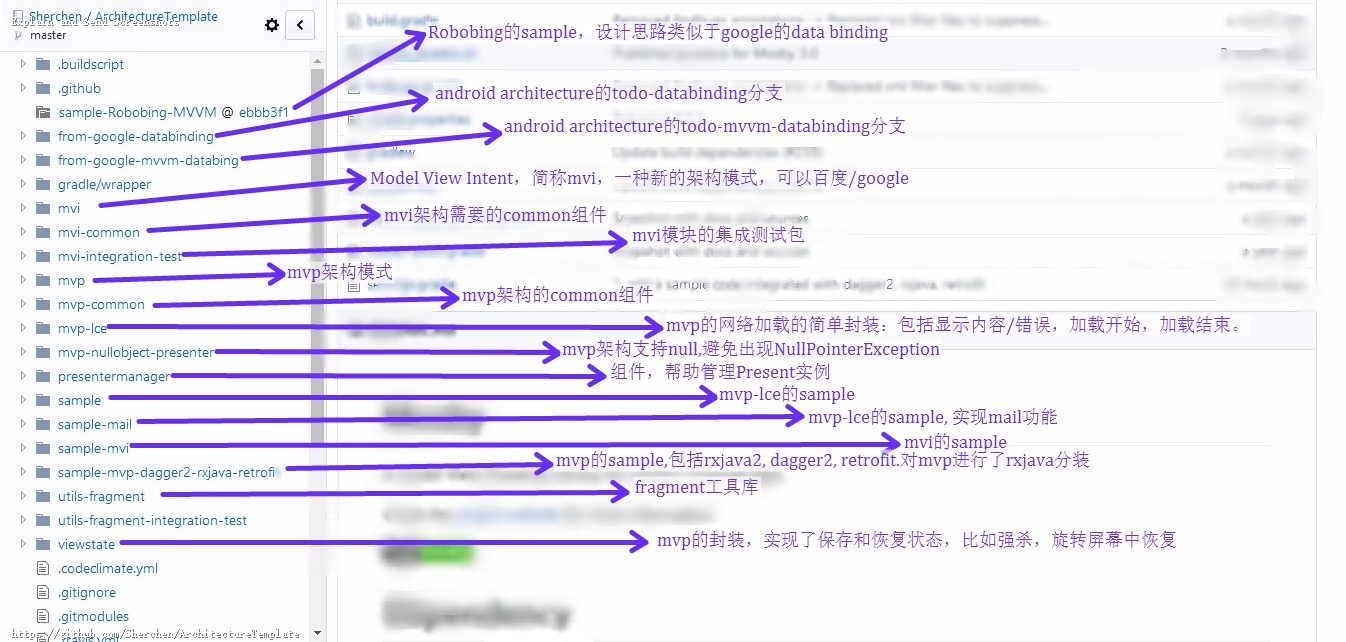 Sherchen / ArchitectureTemplate
master
.buildscript
.github
sample-Robobing-MVVM @ ebbb3f1
from-google-databinding
from-google-mvvm-databing
gradle/wrapper
mvi
mvi-common
mvi-integration-test
mvp
mvp-common
mvp-lce
mvp-nullobject-presenter
presentermanager
sample
sample-mail
sample-mvi
sample-mvp-dagger2-rxjava-retrofit
utils-fragment
utils-fragment-integration-test
viewstate
.codeclimate.yml
.gitignore
.gitmodules
.travis.yml
https://github.com/Sherchen/ArchitectureTemplate
build.gradle
Robobing的sample，设计思路类似于google的data binding
android architecture的todo-databinding分支
android architecture的todo-mvvm-databinding分支
Model View Intent，简称mvi，一种新的架构模式，可以百度/google
mvi架构需要的common组件
mvi模块的集成测试包
mvp架构模式
add a sample code integrated with dagger2, rxjava, retrofit
mvp架构的common组件
mvp的网络加载的简单封装：包括显示内容/错误，加载开始，加载结束。
mvp架构支持null,避免出现NullPointerException
组件，帮助管理Present实例
mvp-lce的sample
mvp-lce的sample, 实现mail功能
mvi的sample
mvp的sample,包括rxjava2, dagger2, retrofit.对mvp进行了rxjava分装
fragment工具库
mvp的封装，实现了保存和恢复状态，比如强杀，旋转屏幕中恢复
Dependency